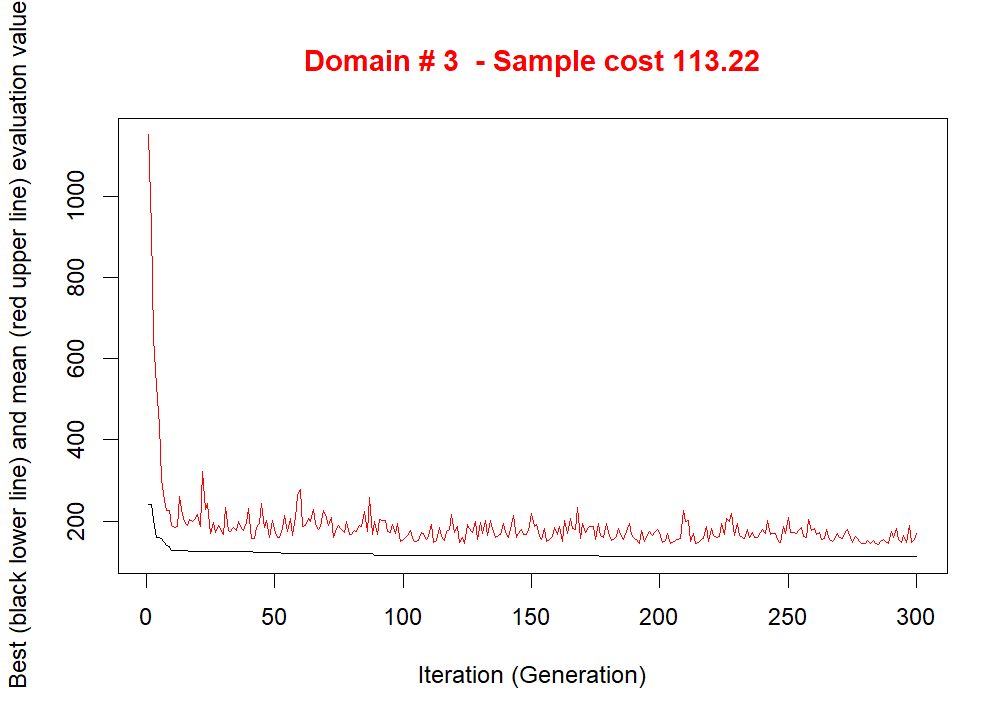 Domain # 3  - Sample cost 113.22
Best (black lower line) and mean (red upper line) evaluation value
1000
800
600
400
200
0 50 100 150 200 250 300
Iteration (Generation)